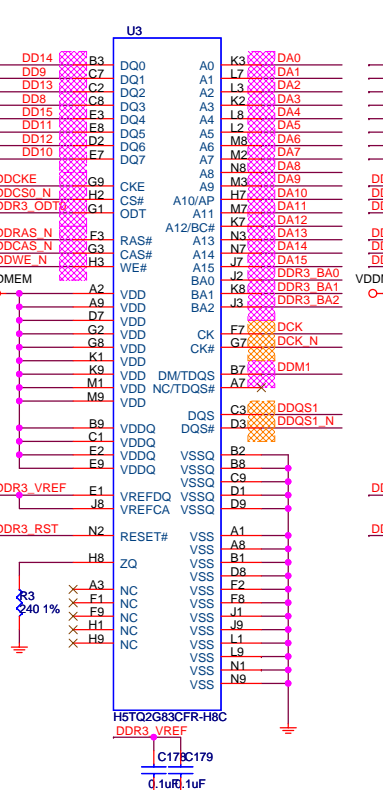 U3
DD14 B3 DQ0 A0 K3 DA0
DD9 C7 DQ1 A1 L7 DA1
DD13 C2 DQ2 A2 L3 DA2
DD8 C8 DQ3 A3 K2 DA3
DD15 E3 DQ4 A4 L8 DA4
DD11 E8 DQ5 A5 L2 DA5
DD12 D2 DQ6 A6 M8 DA6
DD10 E7 DQ7 A7 M2 DA7
A8 N8 DA8
DDCKE G9 CKE A9 M3 DA9
DDCS0_N H2 CS# A10/AP H7 DA10
DDR3_ODT0 G1 ODT A11 M7 DA11
A12/BC# K7 DA12
DRAS_N F3 RAS# A13 N3 DA13
DCAS_N G3 CAS# A14 N7 DA14
DDWE_N H3 WE# A15 J7 DA15
BA0 J2 DDR3_BA0
DMEM A2 VDD BA1 K8 DDR3_BA1
A9 VDD BA2 J3 DDR3_BA2
VDD
D7 VDD
G2 VDD CK F7 DCK
G8 VDD CK# G7 DCK_N
K1 VDD
K9 VDD DM/TDQS B7 DDM1
M1 VDD NC/TDQS# A7
M9 VDD
DQS C3 DDQS1
B9 VDDQ DQS# D3 DDQS1_N
C1 VDDQ
E2 VDDQ VSSQ B2
E9 VDDQ VSSQ B8
VSSQ C9
DDR3_VREF E1 VREFDQ VSSQ D1
J8 VREFCA VSSQ D9
DDR3_RST N2 RESET# VSS A1
VSS A8
H8 ZQ VSS B1
VSS D8
A3 NC VSS F2
F1 NC VSS F8
F9 NC VSS J1
H1 NC VSS J9
H9 NC VSS L1
VSS L9
VSS N1
VSS N9
R3
240 1%
H5TQ2G83CFR-H8C
DDR3_VREF
C178 C179
0.1uF 0.1uF